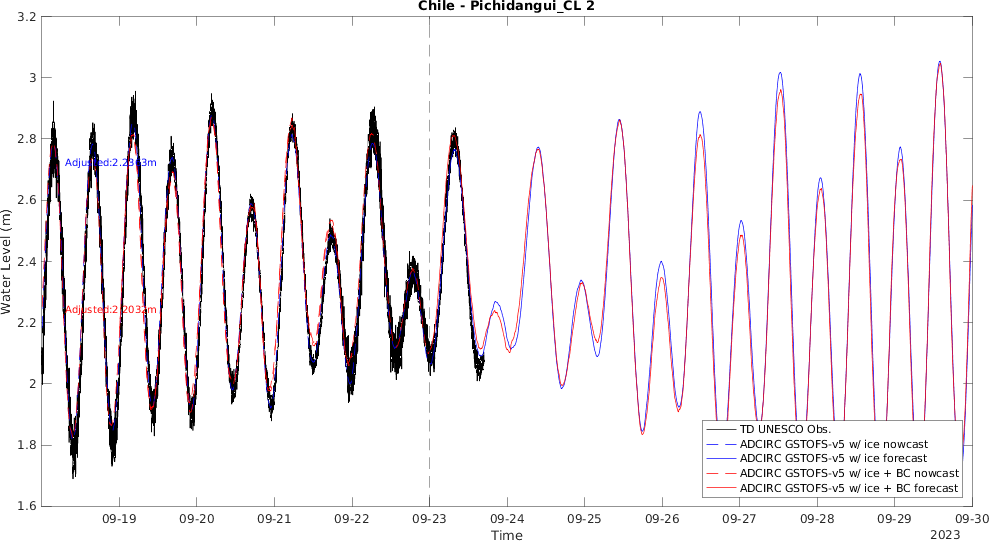 Chile - Pichidangui_CL 2
3.2
3
2.8
2.6
2.4
2.2
2
1.8
1.6
Water Level (m)
Adjusted:2.2363m
Adjusted:2.2032m
TD UNESCO Obs.
ADCIRC GSTOFS-v5 w/ ice nowcast
ADCIRC GSTOFS-v5 w/ ice forecast
ADCIRC GSTOFS-v5 w/ ice + BC nowcast
ADCIRC GSTOFS-v5 w/ ice + BC forecast
09-19 09-20 09-21 09-22 09-23 09-24 09-25 09-26 09-27 09-28 09-29 09-30
Time
2023